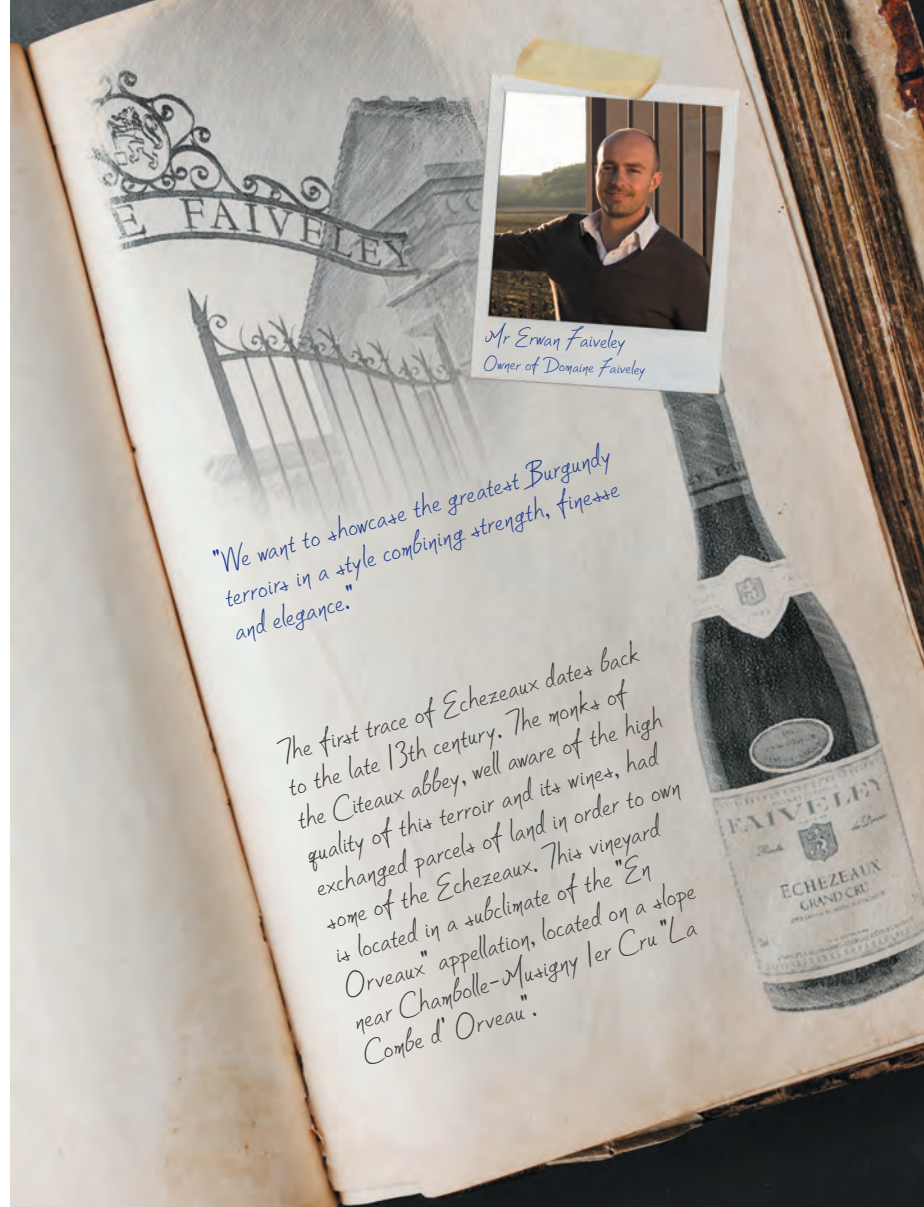 E FAIVELEY
Mr Erwan Faiveley
Owner of Domaine Faiveley
"We want to showcase the greatest Burgundy
terroirs in a style combining strength, finesse
and elegance."
The first trace of Echezeaux dates back
to the late 13th century. The monks of
the Citeaux abbey, well aware of the high
quality of this terroir and its wines, had
exchanged parcels of land in order to own
some of the Echezeaux. This vineyard
is located in a subclimate of the "En
Orveaux" appellation, located on a slope
near Chambolle-Musigny 1er Cru "La
Combe d' Orveau".
FAIVELEY
ECHEZEAUX
GRAND CRU